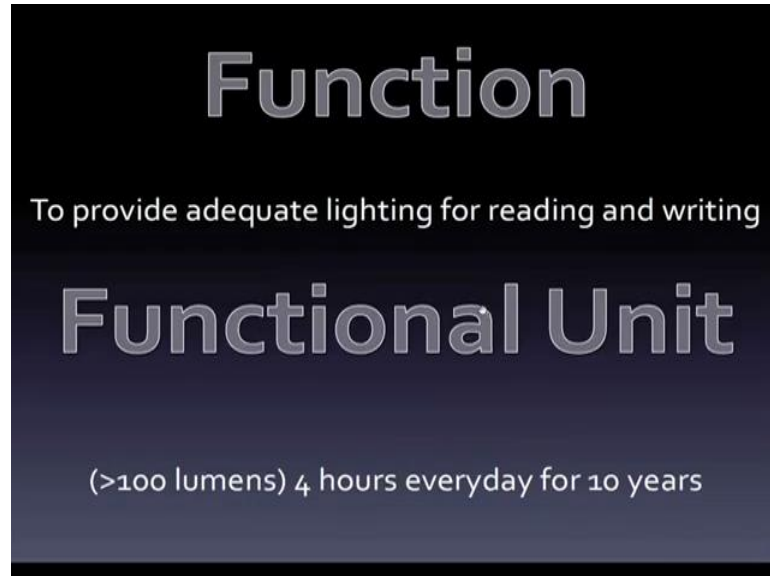 Function
To provide adequate lighting for reading and writing
Functional Unit
(>100 lumens) 4 hours everyday for 10 years